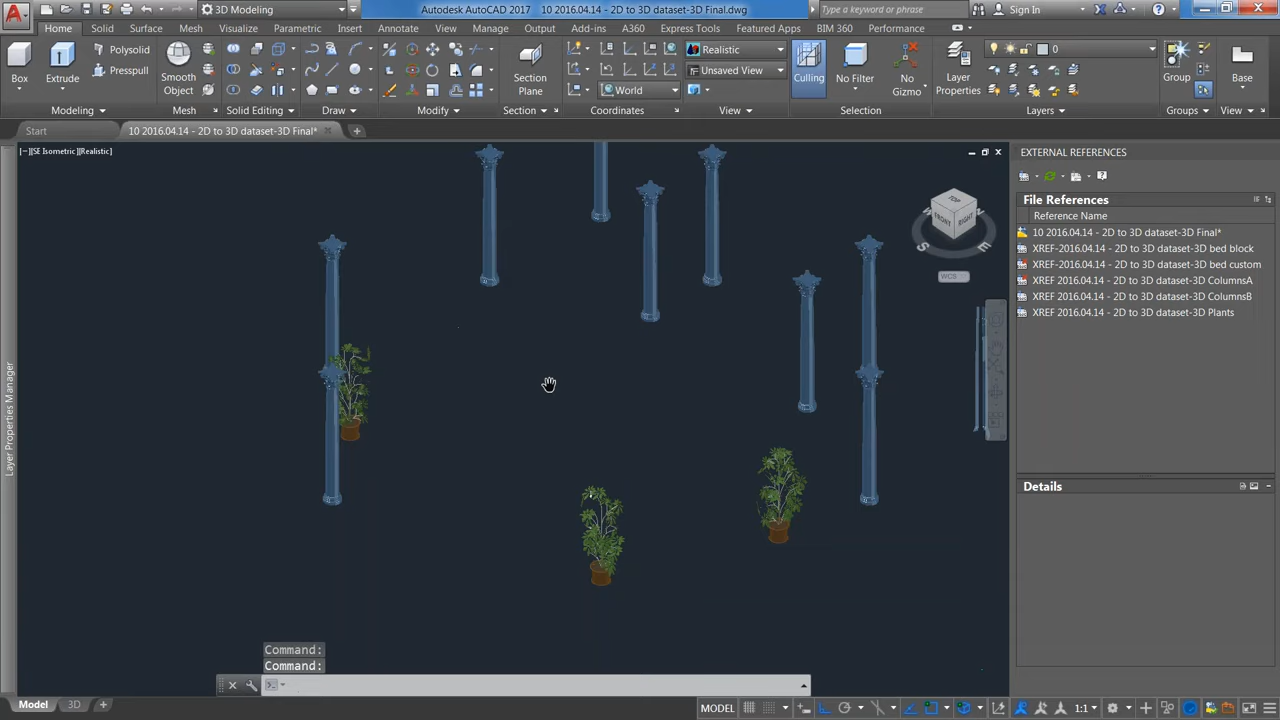 3D Modeling
Autodesk AutoCAD 2017 10 2016.04.14 - 2D to 3D dataset-3D Final.dwg
Type a keyword or phrase
Sign In
Home Solid Surface Mesh Visualize Parametric Insert Annotate View Manage Output Add-ins A360 Express Tools Featured Apps BIM 360 Performance
Box
Extrude
Polysolid
Presspull
Smooth Object
Section Plane
World
Realistic
Unsaved View
Culling
No Filter
No Gizmo
Layer Properties
0
Group
Base
Modeling Mesh Solid Editing Draw Modify Section Coordinates View Selection Layers Groups View
Start
10 2016.04.14 - 2D to 3D dataset-3D Final*
[−]SE Isometric][Realistic]
TOP
FRONT
RIGHT
W
N
S
E
WCS
Layer Properties Manager
EXTERNAL REFERENCES
File References
Reference Name
10 2016.04.14 - 2D to 3D dataset-3D Final*
XREF-2016.04.14 - 2D to 3D dataset-3D bed block
XREF-2016.04.14 - 2D to 3D dataset-3D bed custom
XREF 2016.04.14 - 2D to 3D dataset-3D ColumnsA
XREF 2016.04.14 - 2D to 3D dataset-3D ColumnsB
XREF 2016.04.14 - 2D to 3D dataset-3D Plants
Details
Command:
Command:
Model 3D
MODEL
1:1